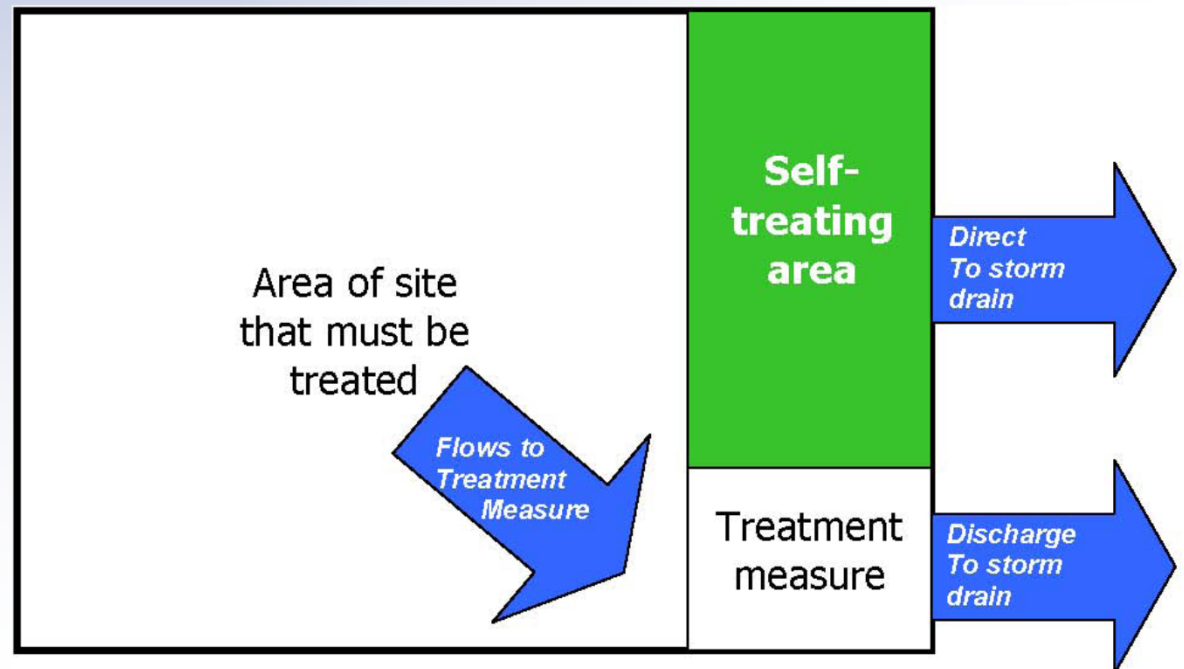 Area of site
that must be
treated
Flows to
Treatment
Measure
Self-
treating
area
Direct
To storm
drain
Treatment
measure
Discharge
To storm
drain